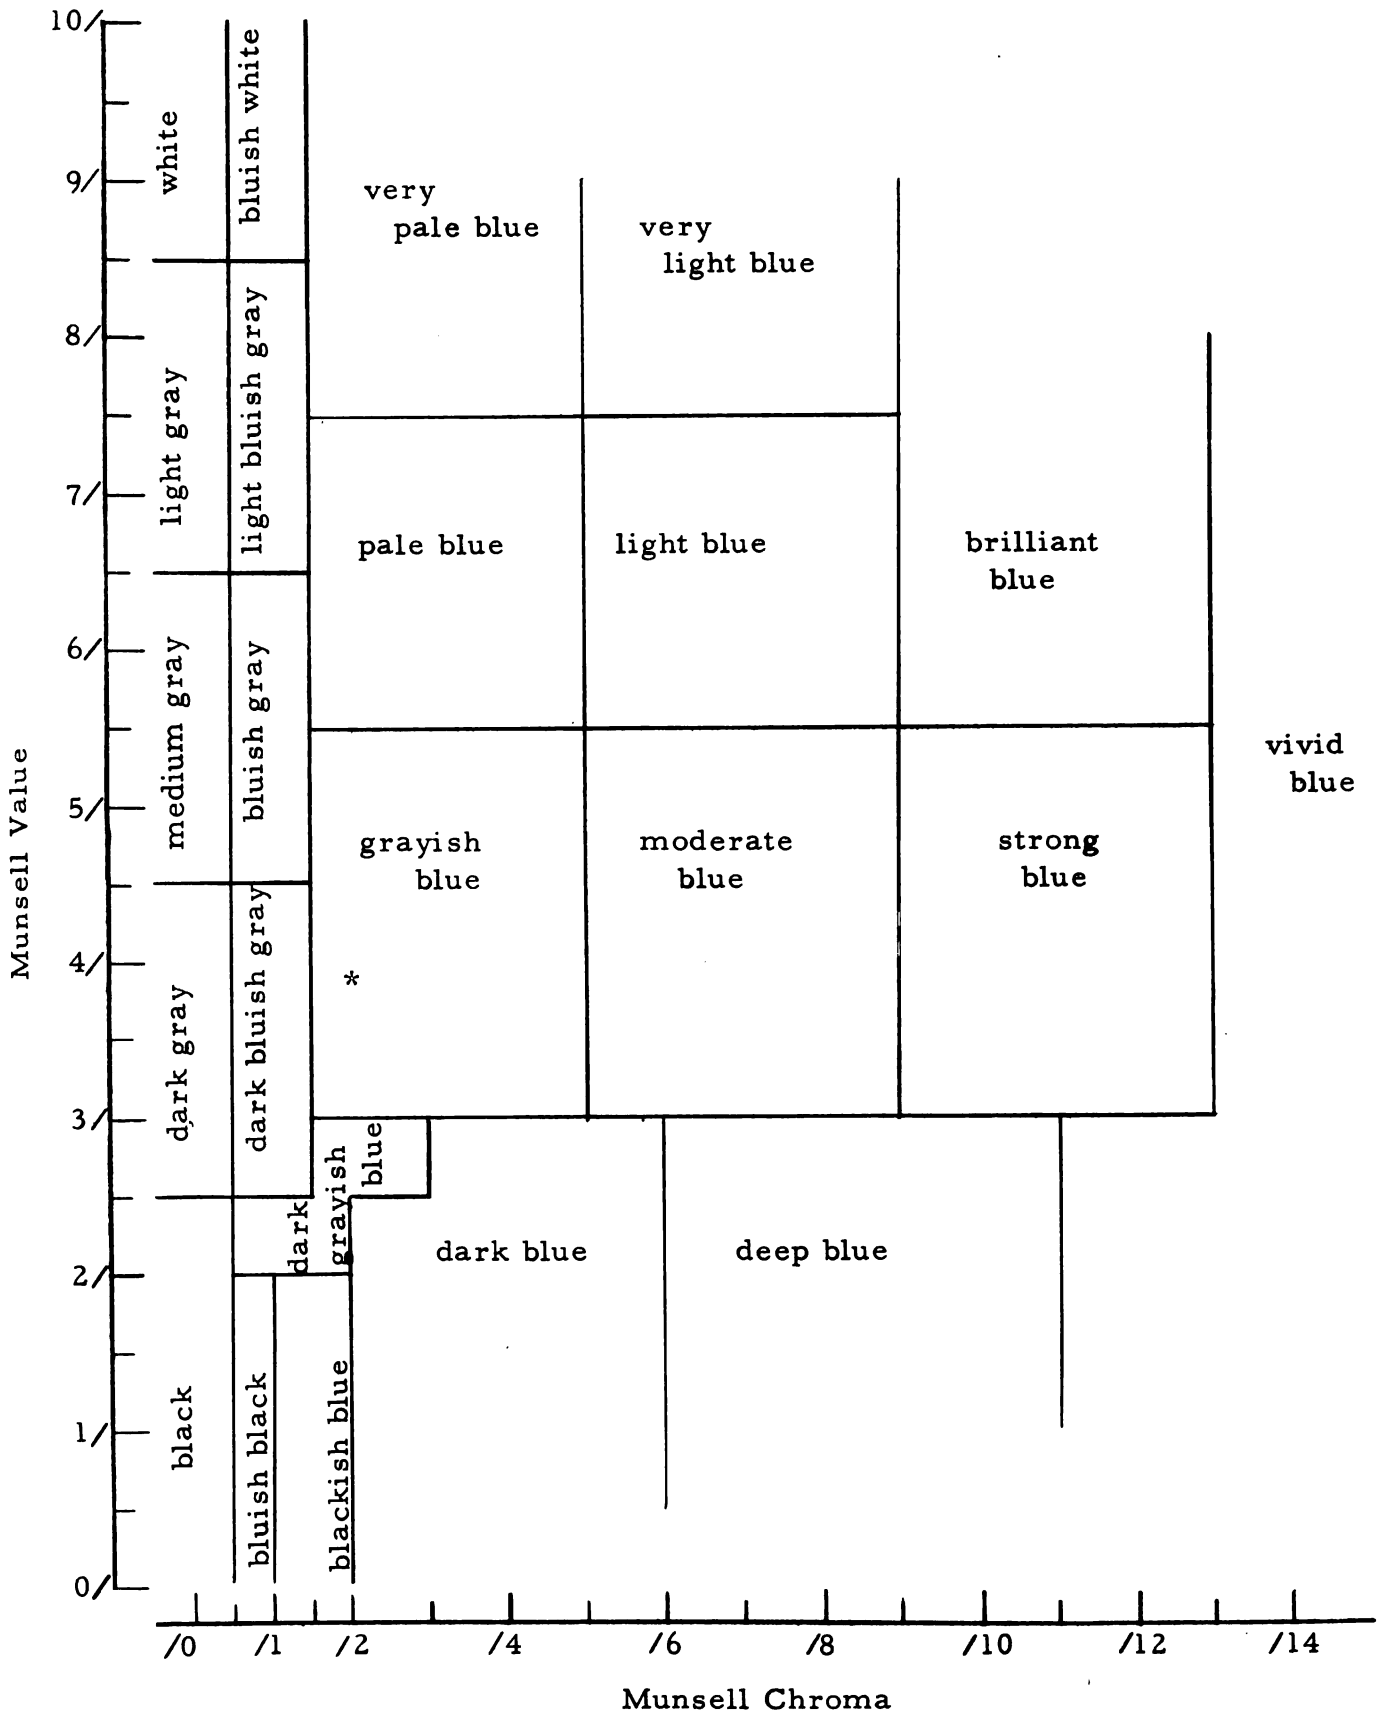 10/
9/
8/
7/
6/
5/
4/
3/
2/
1/
0/
Munsell Value
white
light gray
medium gray
dark gray
black
bluish white
light bluish gray
bluish gray
dark bluish gray
bluish black
blackish blue
dark
grayish
blue
very
pale blue
very
light blue
pale blue
light blue
brilliant
blue
grayish
blue
moderate
blue
strong
blue
vivid
blue
*
dark blue
deep blue
/0 /1 /2 /4 /6 /8 /10 /12 /14
Munsell Chroma